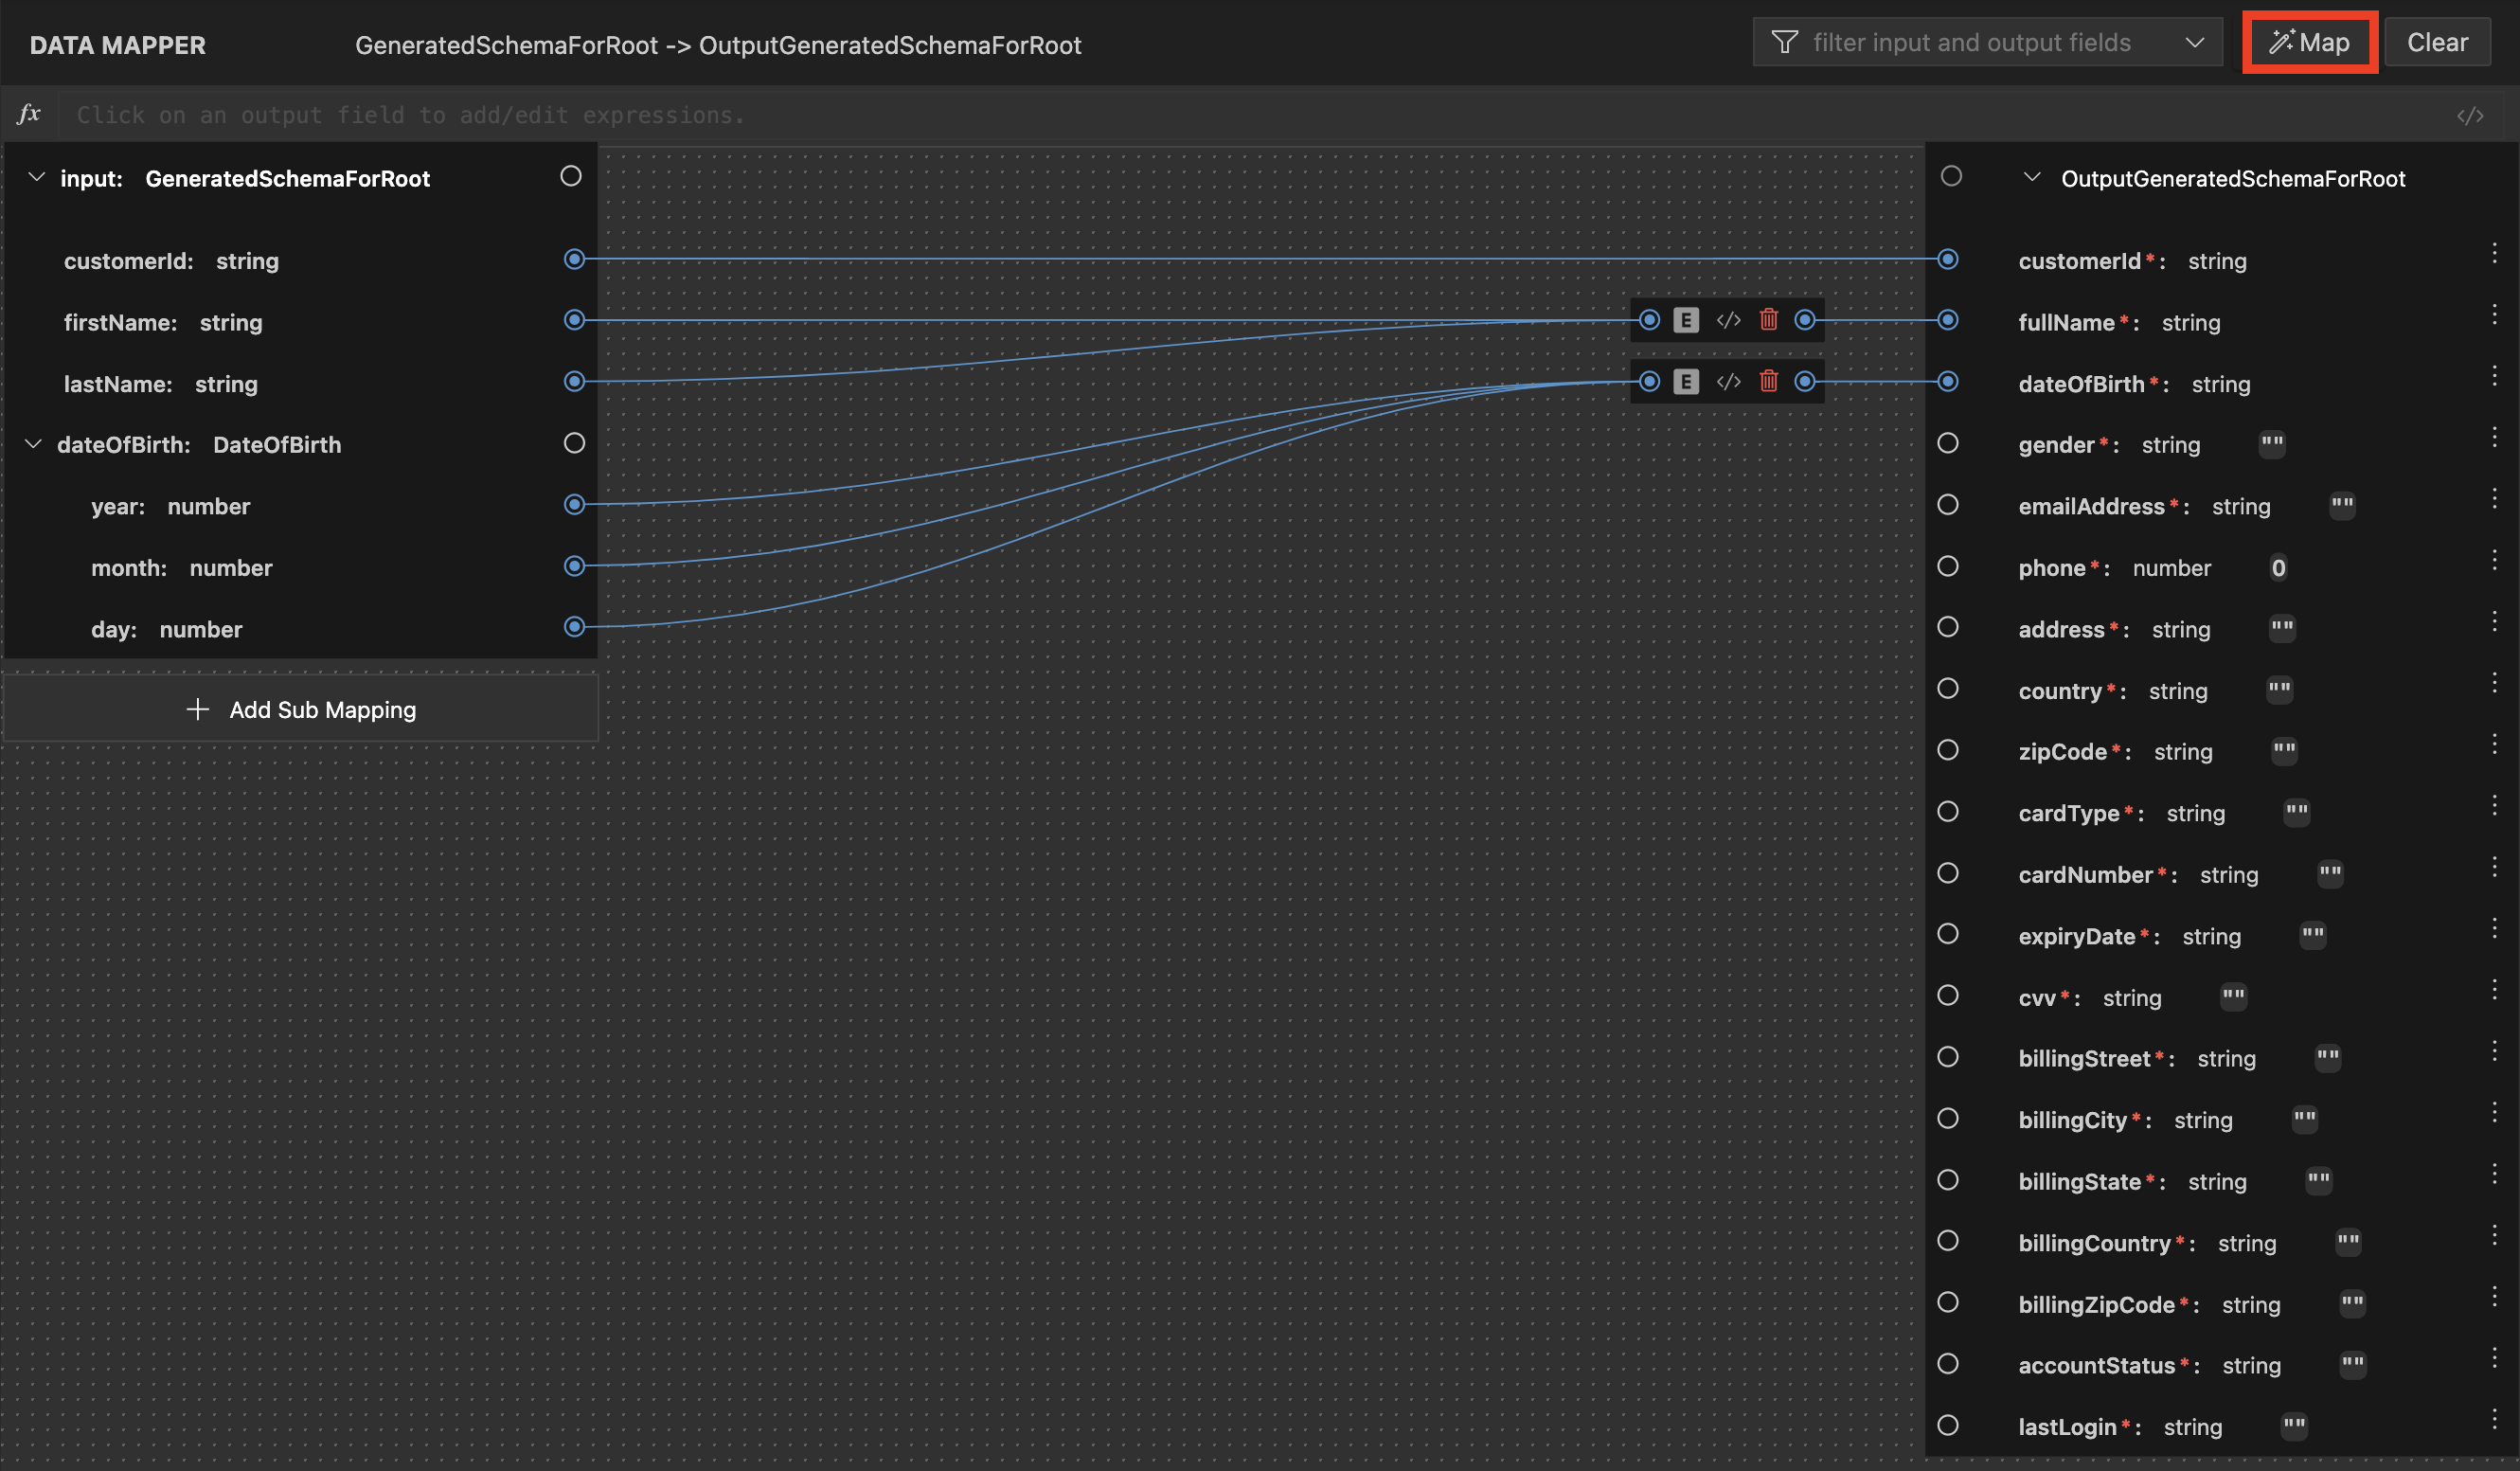 DATA MAPPER GeneratedSchemaForRoot -> OutputGeneratedSchemaForRoot filter input and output fields Map Clear
fx Click on an output field to add/edit expressions. </>
input: GeneratedSchemaForRoot
customerId: string
firstName: string
lastName: string
dateOfBirth: DateOfBirth
year: number
month: number
day: number
+ Add Sub Mapping
E </>
E </>
OutputGeneratedSchemaForRoot
customerId*: string
fullName*: string
dateOfBirth*: string
gender*: string ""
emailAddress*: string ""
phone*: number 0
address*: string ""
country*: string ""
zipCode*: string ""
cardType*: string ""
cardNumber*: string ""
expiryDate*: string ""
cvv*: string ""
billingStreet*: string ""
billingCity*: string ""
billingState*: string ""
billingCountry*: string ""
billingZipCode*: string ""
accountStatus*: string ""
lastLogin*: string ""